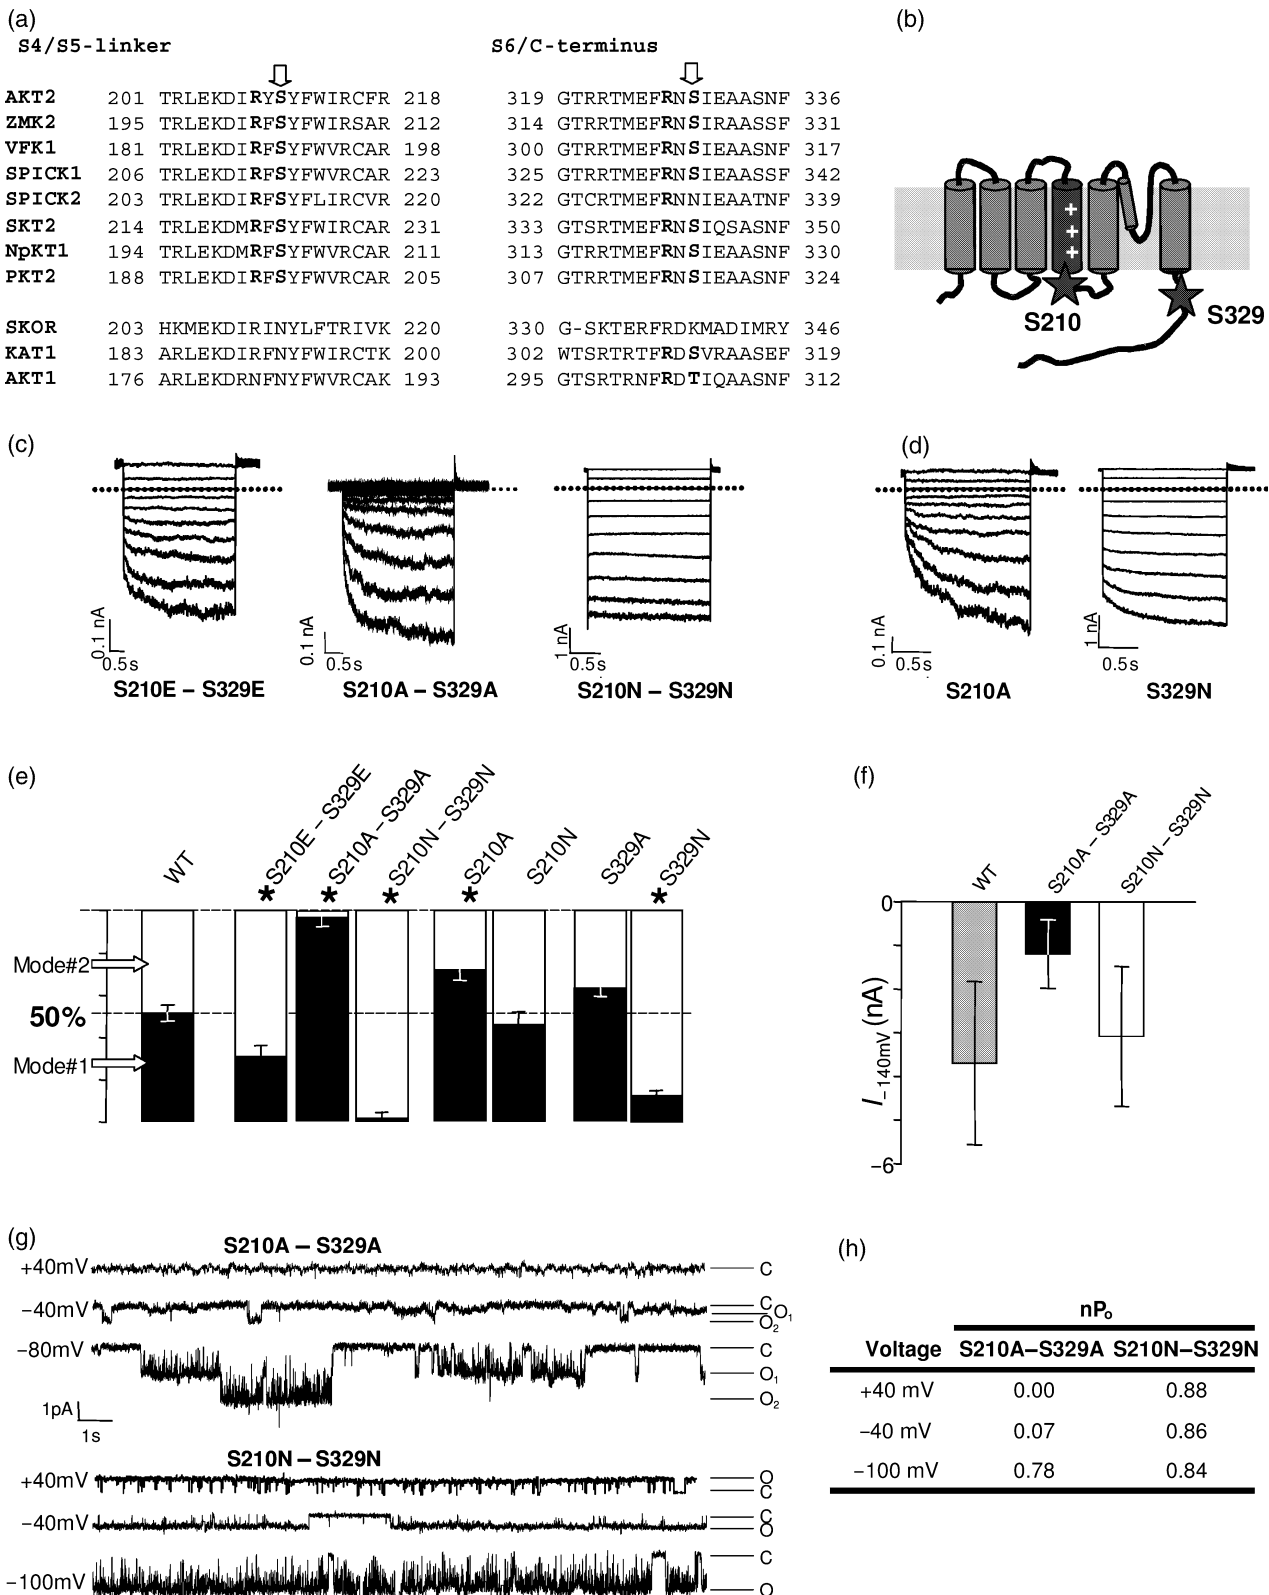 (a)
S4/S5-linker S6/C-terminus
AKT2 201 TRLEKDIRYSYFWIRCFR 218 319 GTRRTMEFRNSIEAASNF 336
ZMK2 195 TRLEKDIRFSYFWIRSAR 212 314 GTRRTMEFRNSIRAASSF 331
VFK1 181 TRLEKDIRFSYFWVRCAR 198 300 GTRRTMEFRNSIEAASNF 317
SPICK1 206 TRLEKDIRFSYFWVRCAR 223 325 GTRRTMEFRNSIEAASSF 342
SPICK2 203 TRLEKDIRFSYFLIRCVR 220 322 GTCRTMEFRNNIEAATNF 339
SKT2 214 TRLEKDMRFSYFWIRCAR 231 333 GTSRTMEFRNSIQSASNF 350
NpKT1 194 TRLEKDMRFSYFWVRCAR 211 313 GTRRTMEFRNSIEAASNF 330
PKT2 188 TRLEKDIRFSYFWVRCAR 205 307 GTRRTMEFRNSIEAASNF 324
SKOR 203 HKMEKDIRINYLFTRIVK 220 330 G-SKTERFRDKMADIMRY 346
KAT1 183 ARLEKDIRFNYFWIRCTK 200 302 WTSRTRTFRDSVRAASEF 319
AKT1 176 ARLEKDRNFNYFWVRCAK 193 295 GTSRTRNFRDTIQAASNF 312
(b)
+
+
+
S210
S329
(c)
0.1 nA
0.5s
S210E – S329E
0.1 nA
0.5s
S210A – S329A
1 nA
0.5s
S210N – S329N
(d)
0.1 nA
0.5s
S210A
1 nA
0.5s
S329N
(e)
WT
*S210E – S329E
*S210A – S329A
*S210N – S329N
*S210A
S210N
S329A
*S329N
Mode#2
50%
Mode#1
(f)
WT
S210A – S329A
S210N – S329N
0
I−140mV (nA)
−6
(g)
S210A – S329A
+40mV C
−40mV C
O1
O2
−80mV C
O1
O2
1pA
1s
S210N – S329N
+40mV O
C
−40mV C
O
−100mV C
O
(h)
nPo
Voltage S210A–S329A S210N–S329N
+40 mV 0.00 0.88
−40 mV 0.07 0.86
−100 mV 0.78 0.84